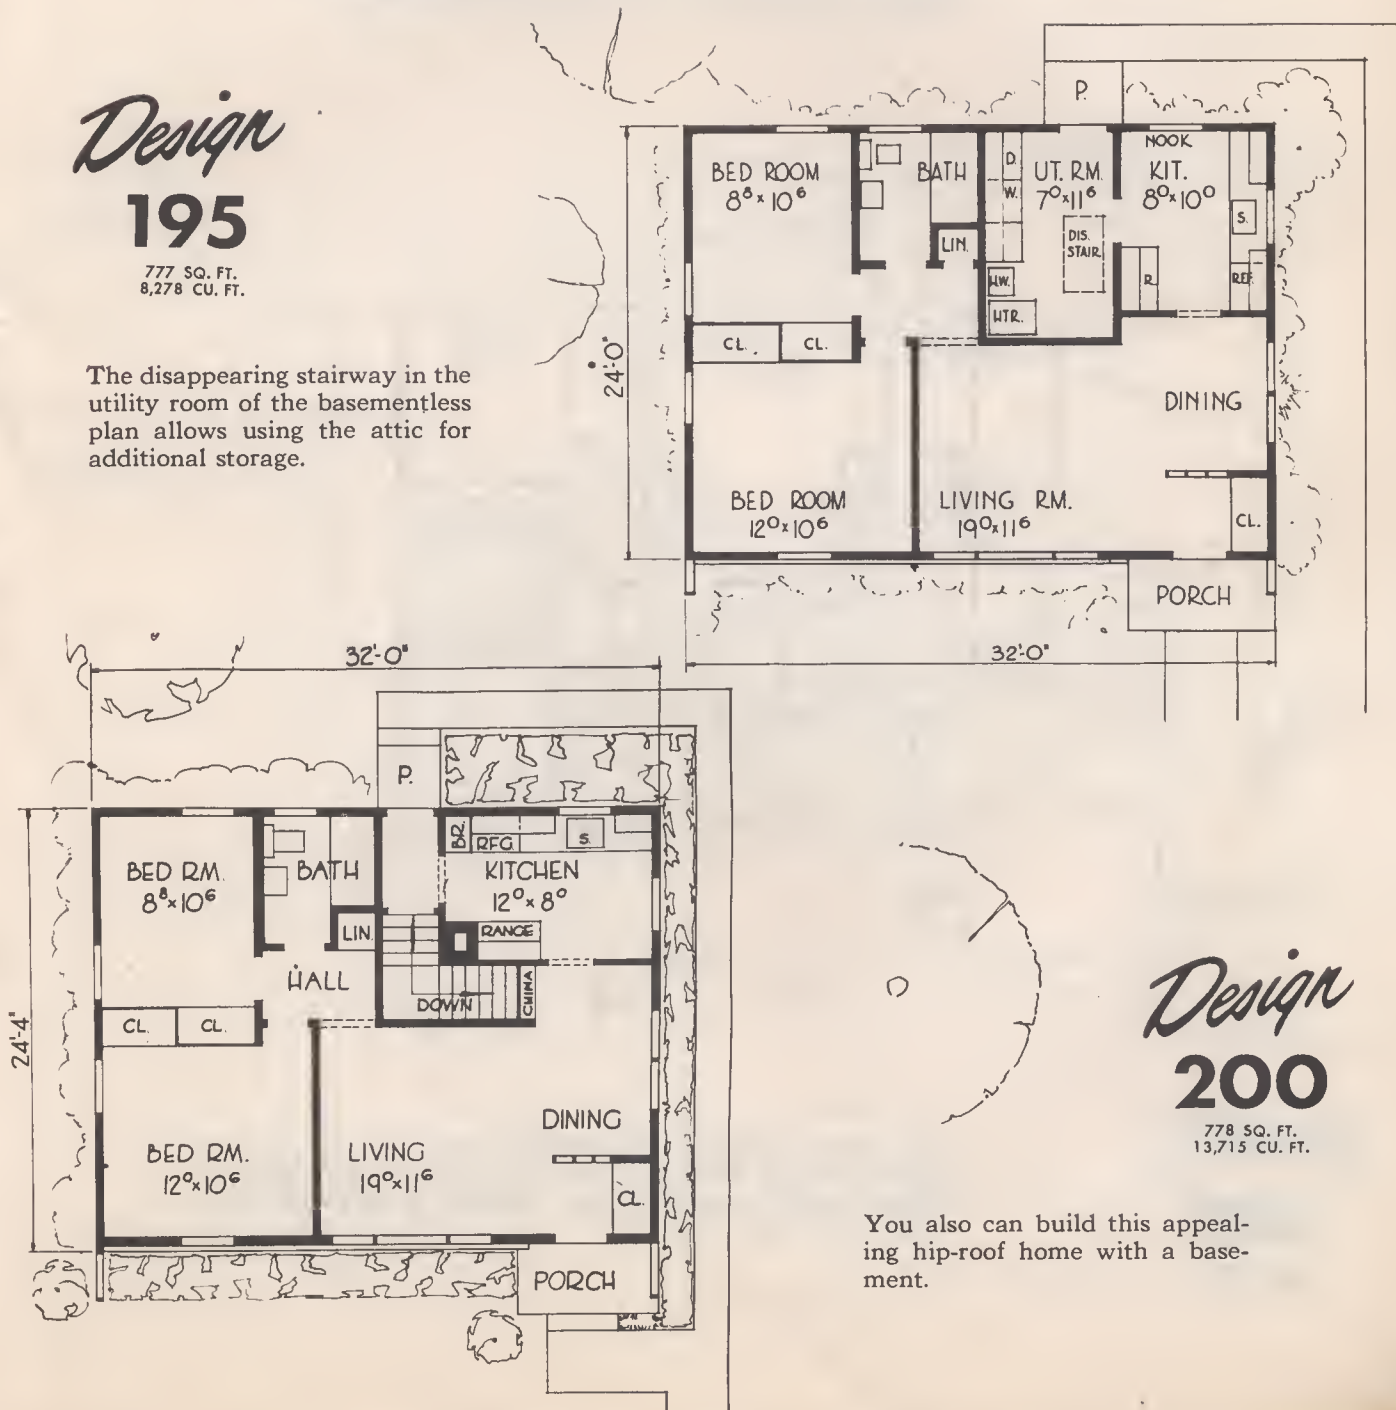 Design
195
777 SQ. FT.
8,278 CU. FT.
The disappearing stairway in the
utility room of the basementless
plan allows using the attic for
additional storage.
P.
BED ROOM
8⁸x10⁶
BATH
LIN.
D.
W.
UT. RM.
7⁰x11⁶
DIS.
STAIR
HW.
HTR.
NOOK
KIT.
8⁰x10⁰
S.
R.
REF.
CL.
CL.
24'-0"
DINING
BED ROOM
12⁰x10⁶
LIVING RM.
19⁰x11⁶
CL.
PORCH
32'-0"
32'-0"
P.
BED RM.
8⁸x10⁶
BATH
LIN.
BR.
RFG.
S.
KITCHEN
12⁰x8⁰
RANGE
HALL
DOWN
CHINA
CL.
CL.
24'-4"
DINING
BED RM.
12⁰x10⁶
LIVING
19⁰x11⁶
CL.
PORCH
Design
200
778 SQ. FT.
13,715 CU. FT.
You also can build this appeal-
ing hip-roof home with a base-
ment.